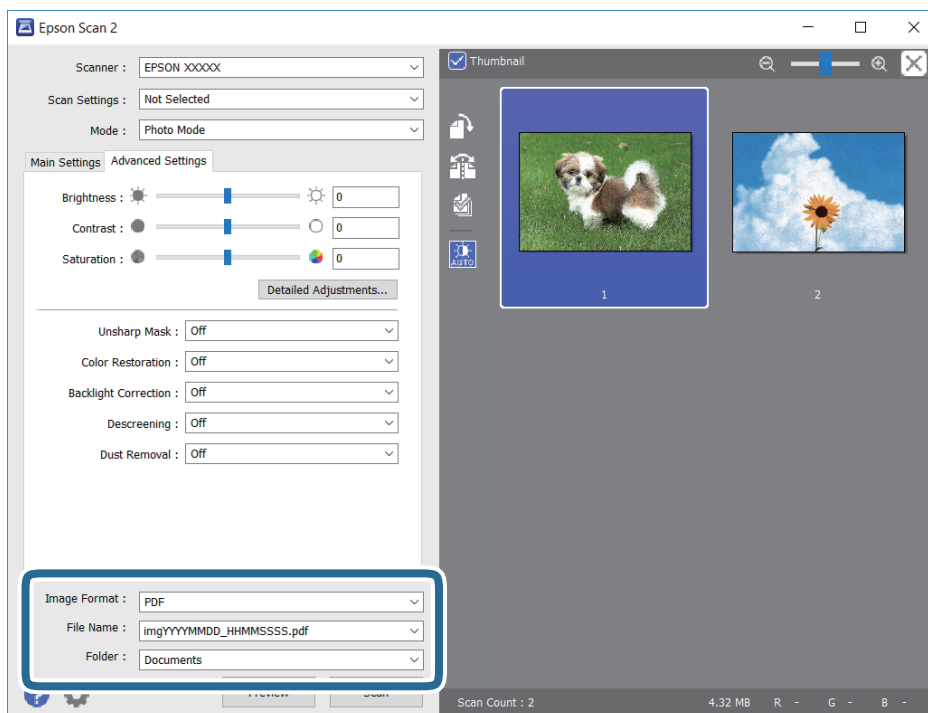 Epson Scan 2
Scanner : EPSON XXXXX
Scan Settings : Not Selected
Mode : Photo Mode
Main Settings Advanced Settings
Brightness : 0
Contrast : 0
Saturation : 0
Detailed Adjustments...
Unsharp Mask : Off
Color Restoration : Off
Backlight Correction : Off
Descreening : Off
Dust Removal : Off
Image Format : PDF
File Name : imgYYYYMMDD_HHMMSSSS.pdf
Folder : Documents
Preview Scan
Thumbnail
AUTO
1 2
Scan Count : 2 4.32 MB R - G - B -